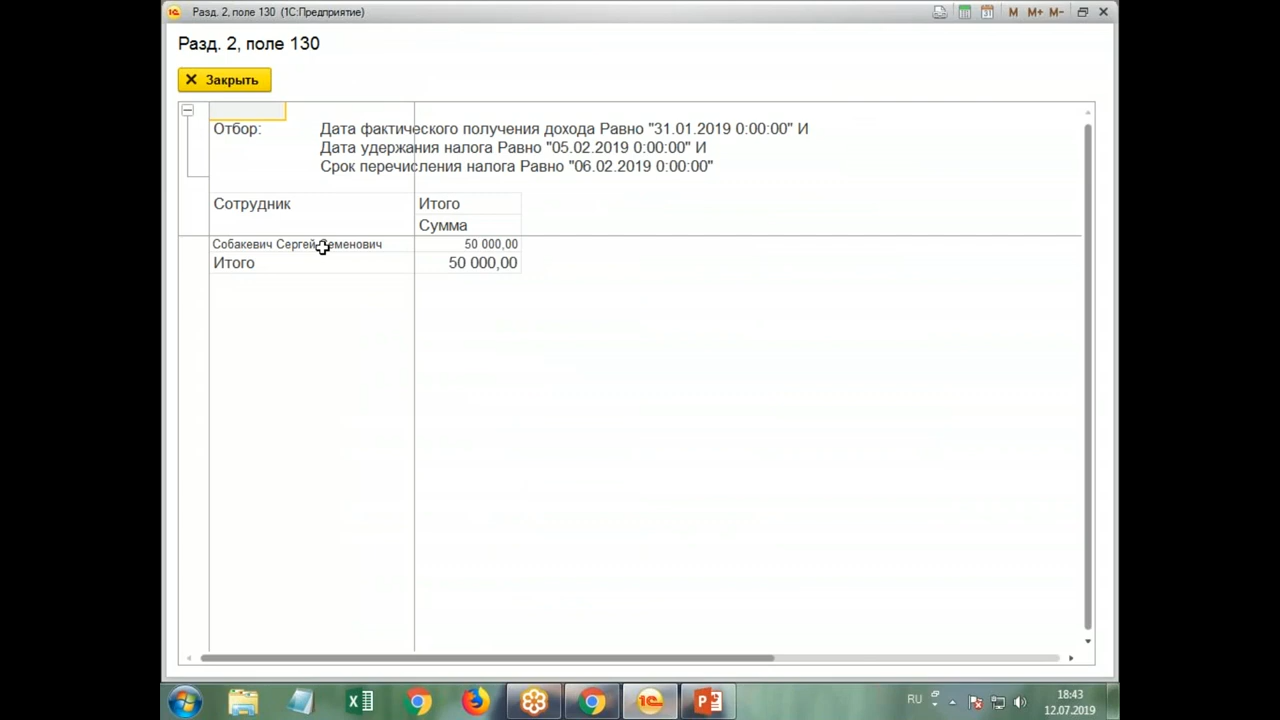 Разд. 2, поле 130 (1С:Предприятие)
M M+ M-
Разд. 2, поле 130
Закрыть
Отбор: Дата фактического получения дохода Равно "31.01.2019 0:00:00" И
Дата удержания налога Равно "05.02.2019 0:00:00" И
Срок перечисления налога Равно "06.02.2019 0:00:00"
Сотрудник Итого
Сумма
Собакевич Сергей Семенович 50 000,00
Итого 50 000,00
RU
18:43
12.07.2019